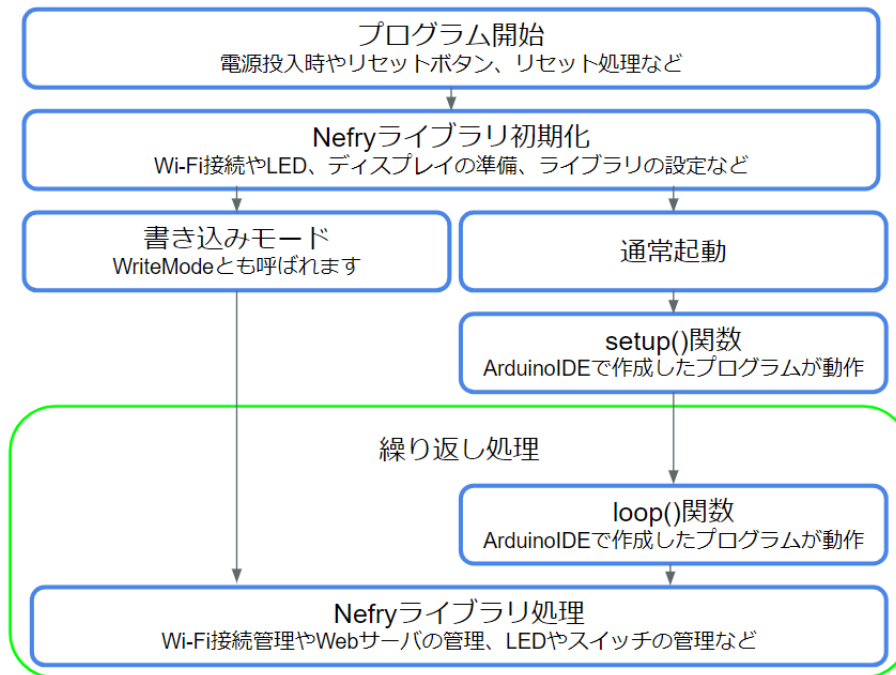 プログラム開始
電源投入時やリセットボタン、リセット処理など
Nefryライブラリ初期化
Wi-Fi接続やLED、ディスプレイの準備、ライブラリの設定など
書き込みモード
WriteModeとも呼ばれます
通常起動
setup()関数
ArduinoIDEで作成したプログラムが動作
繰り返し処理
loop()関数
ArduinoIDEで作成したプログラムが動作
Nefryライブラリ処理
Wi-Fi接続管理やWebサーバの管理、LEDやスイッチの管理など